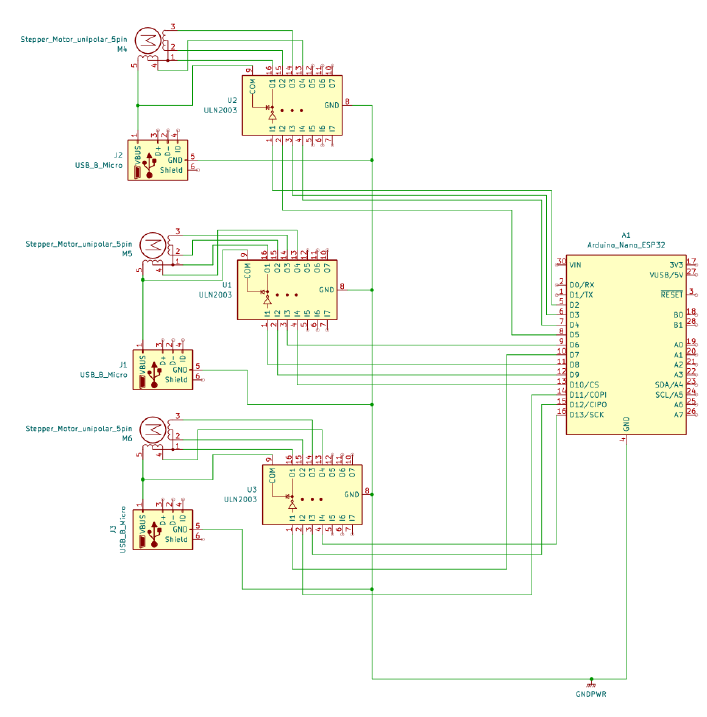 Stepper_Motor_unipolar_5pin
M4
M
3
2
1
5
4
9
16
15
14
13
12
11
10
COM
O1
O2
O3
O4
O5
O6
O7
U2
ULN2003
GND
8
I1
I2
I3
I4
I5
I6
I7
1
2
3
4
5
6
7
J2
USB_B_Micro
1
3
2
4
VBUS
D+
D-
ID
GND
5
Shield
6
Stepper_Motor_unipolar_5pin
M5
M
3
2
1
5
4
9
16
15
14
13
12
11
10
COM
O1
O2
O3
O4
O5
O6
O7
U1
ULN2003
GND
8
I1
I2
I3
I4
I5
I6
I7
1
2
3
4
5
6
7
J1
USB_B_Micro
1
3
2
4
VBUS
D+
D-
ID
GND
5
Shield
6
Stepper_Motor_unipolar_5pin
M6
M
3
2
1
5
4
9
16
15
14
13
12
11
10
COM
O1
O2
O3
O4
O5
O6
O7
U3
ULN2003
GND
8
I1
I2
I3
I4
I5
I6
I7
1
2
3
4
5
6
7
J3
USB_B_Micro
1
3
2
4
VBUS
D+
D-
ID
GND
5
Shield
6
A1
Arduino_Nano_ESP32
30 VIN
2 D0/RX
1 D1/TX
5 D2
6 D3
7 D4
8 D5
9 D6
10 D7
11 D8
12 D9
13 D10/CS
14 D11/COPI
15 D12/CIPO
16 D13/SCK
3V3 17
VUSB/5V 27
RESET 3
B0 18
B1 28
A0 19
A1 20
A2 21
A3 22
SDA/A4 23
SCL/A5 24
A6 25
A7 26
GND
4
GNDPWR